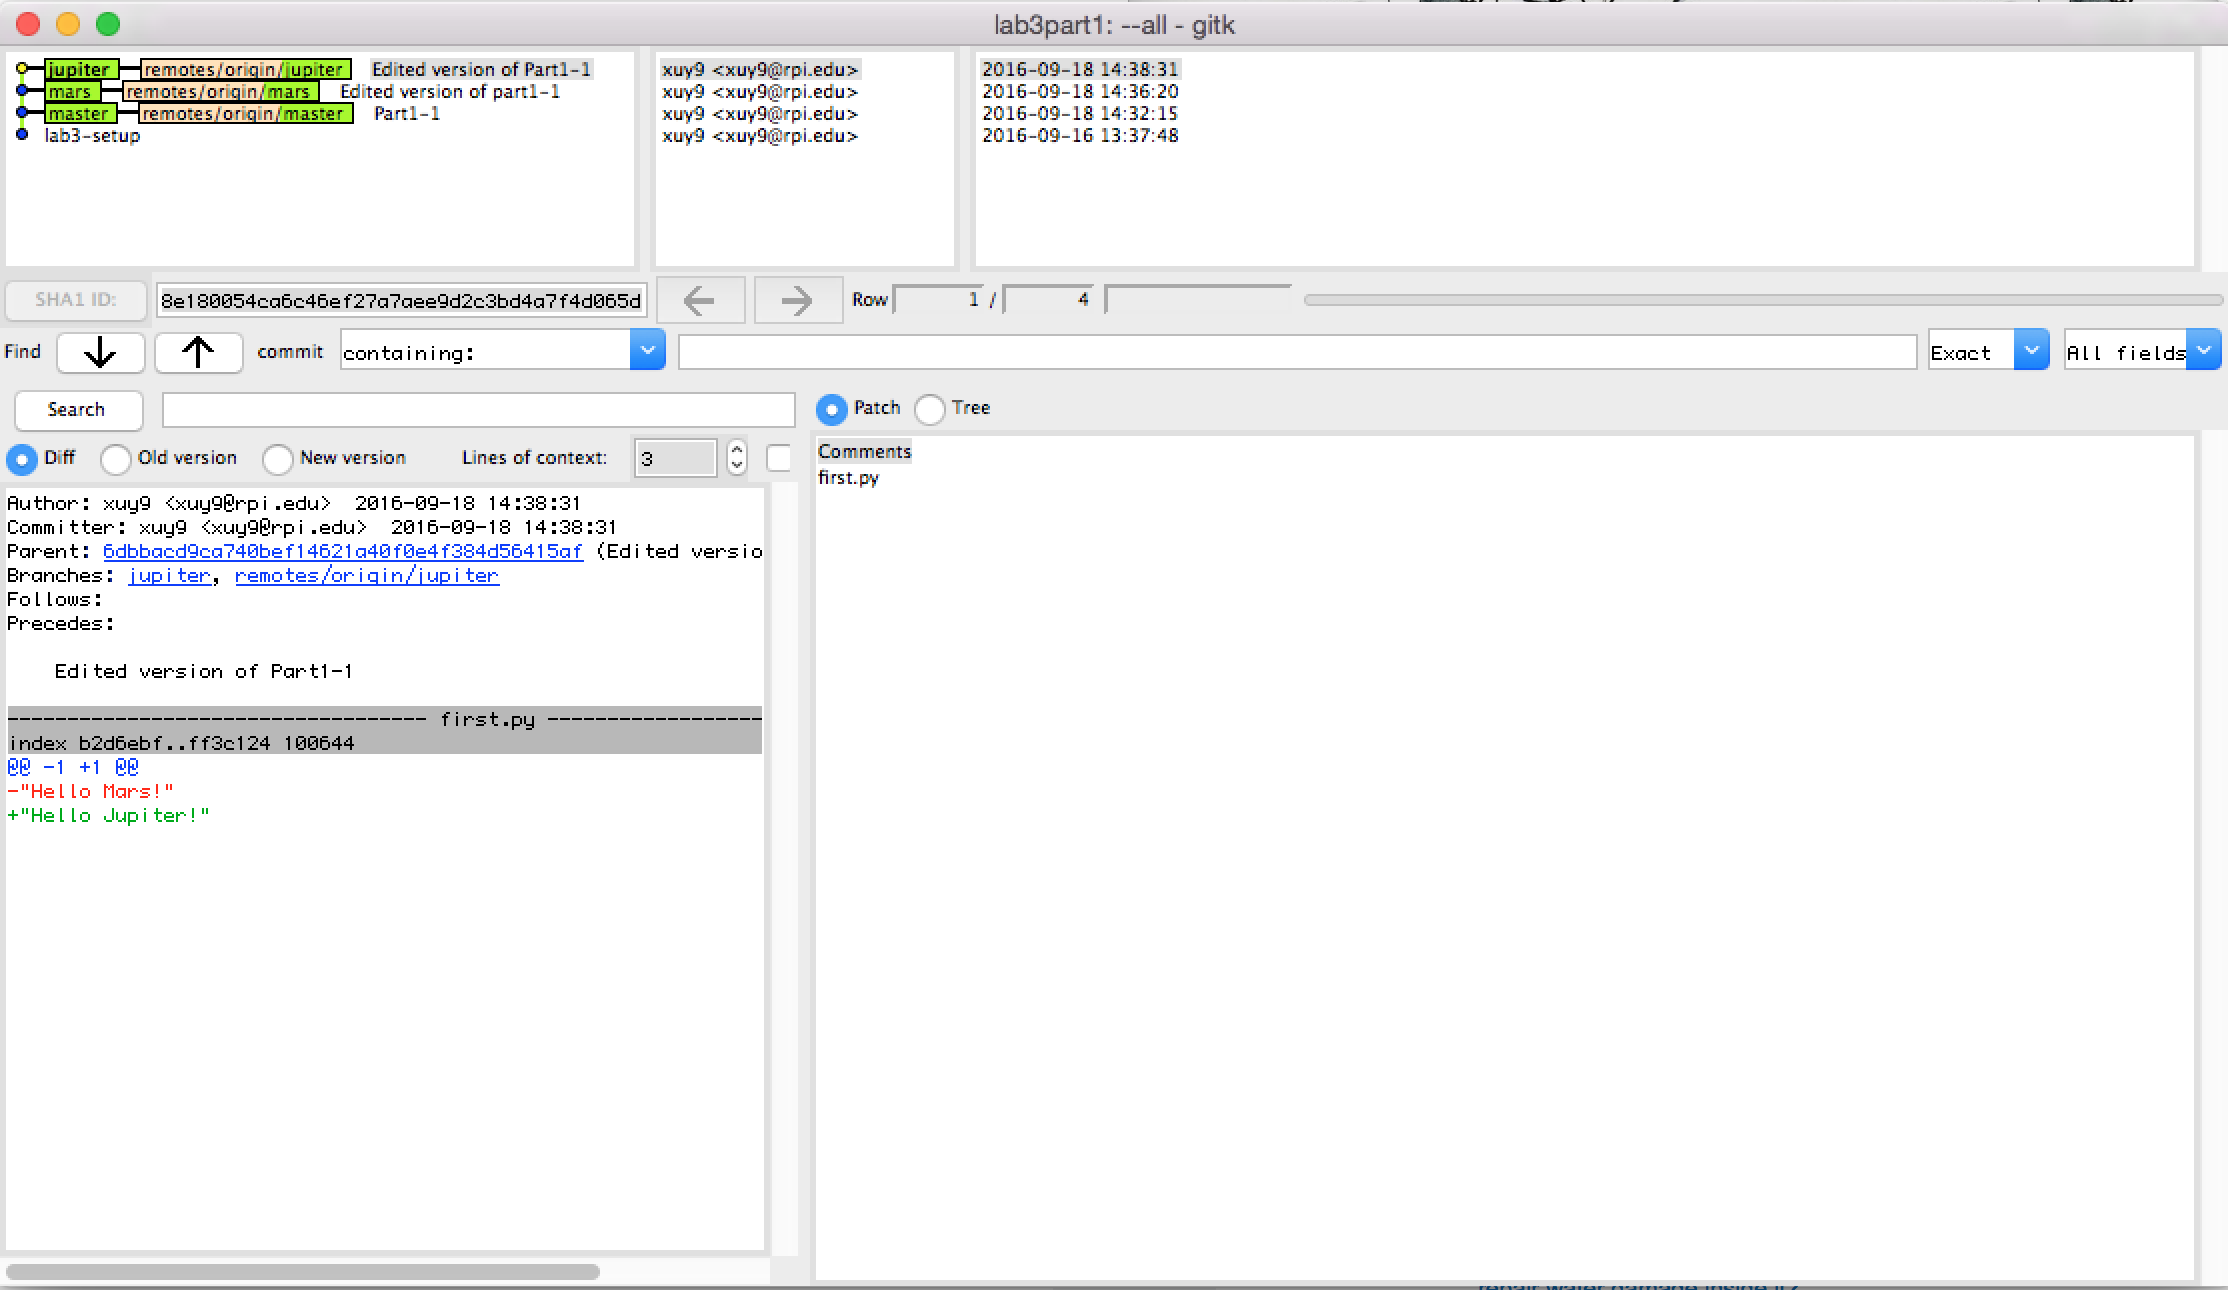 lab3part1: --all - gitk
jupiter remotes/origin/jupiter Edited version of Part1-1 xuy9 <xuy9@rpi.edu> 2016-09-18 14:38:31
mars remotes/origin/mars Edited version of part1-1 xuy9 <xuy9@rpi.edu> 2016-09-18 14:36:20
master remotes/origin/master Part1-1 xuy9 <xuy9@rpi.edu> 2016-09-18 14:32:15
lab3-setup xuy9 <xuy9@rpi.edu> 2016-09-16 13:37:48
SHA1 ID: 8e180054ca6c46ef27a7aee9d2c3bd4a7f4d065d Row 1 / 4
Find commit containing: Exact All fields
Search Patch Tree
Diff Old version New version Lines of context: 3
Comments
first.py
Author: xuy9 <xuy9@rpi.edu>  2016-09-18 14:38:31
Committer: xuy9 <xuy9@rpi.edu>  2016-09-18 14:38:31
Parent: 6dbbacd9ca740bef14621a40f0e4f384d56415af (Edited versio
Branches: jupiter, remotes/origin/jupiter
Follows:
Precedes:
Edited version of Part1-1
----------------------------------- first.py ------------------
index b2d6ebf..ff3c124 100644
@@ -1 +1 @@
-"Hello Mars!"
+"Hello Jupiter!"